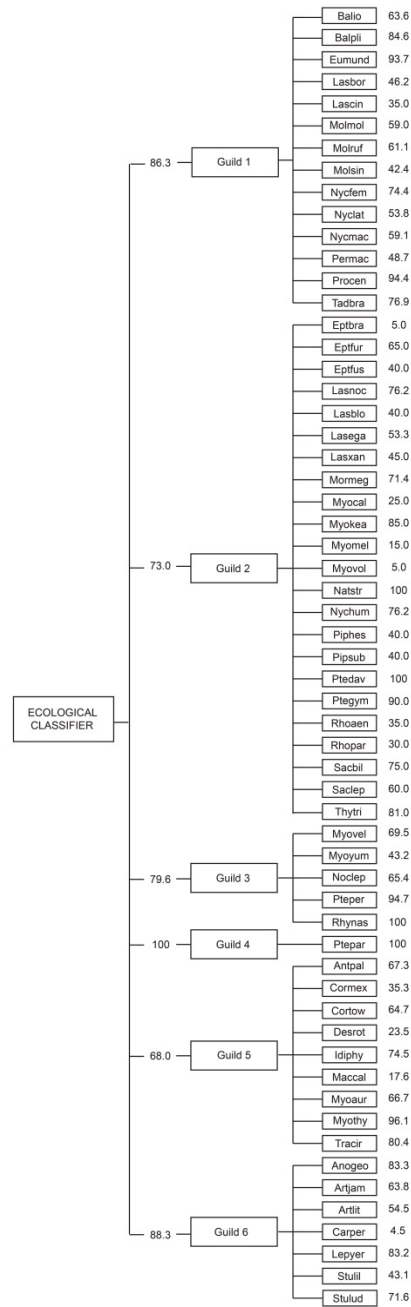 Balio 63.6
Balpli 84.6
Eumund 93.7
Lasbor 46.2
Lascin 35.0
Molmol 59.0
Molruf 61.1
86.3 Guild 1
Molsin 42.4
Nycfem 74.4
Nyclat 53.8
Nycmac 59.1
Permac 48.7
Procen 94.4
Tadbra 76.9
Eptbra 5.0
Eptfur 65.0
Eptfus 40.0
Lasnoc 76.2
Lasblo 40.0
Lasega 53.3
Lasxan 45.0
Mormeg 71.4
Myocal 25.0
Myokea 85.0
Myomel 15.0
73.0 Guild 2
Myovol 5.0
Natstr 100
Nychum 76.2
Piphes 40.0
Pipsub 40.0
Ptedav 100
Ptegym 90.0
ECOLOGICAL
CLASSIFIER
Rhoaen 35.0
Rhopar 30.0
Sacbil 75.0
Saclep 60.0
Thytri 81.0
Myovel 69.5
Myoyum 43.2
79.6 Guild 3
Noclep 65.4
Pteper 94.7
Rhynas 100
100 Guild 4
Ptepar 100
Antpal 67.3
Cormex 35.3
Cortow 64.7
Desrot 23.5
68.0 Guild 5
Idiphy 74.5
Maccal 17.6
Myoaur 66.7
Myothy 96.1
Tracir 80.4
Anogeo 83.3
Artjam 63.8
Artlit 54.5
88.3 Guild 6
Carper 4.5
Lepyer 83.2
Stulil 43.1
Stulud 71.6